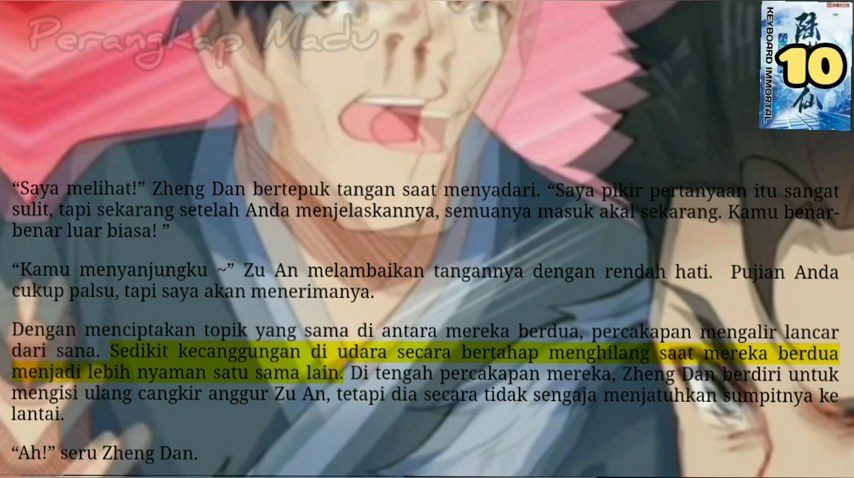 Perangkap Madu
KEYBOARD IMMORTAL
10
“Saya melihat!” Zheng Dan bertepuk tangan saat menyadari. “Saya pikir pertanyaan itu sangat
sulit, tapi sekarang setelah Anda menjelaskannya, semuanya masuk akal sekarang. Kamu benar-
benar luar biasa! ”
“Kamu menyanjungku ~” Zu An melambaikan tangannya dengan rendah hati. Pujian Anda
cukup palsu, tapi saya akan menerimanya.
Dengan menciptakan topik yang sama di antara mereka berdua, percakapan mengalir lancar
dari sana. Sedikit kecanggungan di udara secara bertahap menghilang saat mereka berdua
menjadi lebih nyaman satu sama lain. Di tengah percakapan mereka, Zheng Dan berdiri untuk
mengisi ulang cangkir anggur Zu An, tetapi dia secara tidak sengaja menjatuhkan sumpitnya ke
lantai.
“Ah!” seru Zheng Dan.